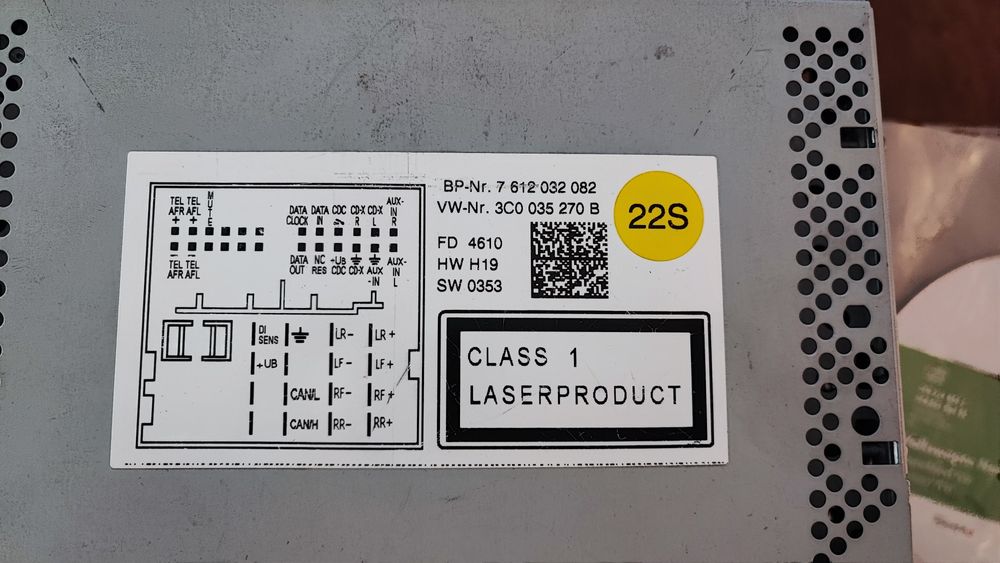 TEL TEL MUTE
AFR AFL
+ +
TEL TEL
AFR AFL
DATA DATA CDC CD-X CD-X AUX-
CLOCK IN R L IN
R
DATA NC +UB AUX-
OUT RES CDC CD-X AUX IN
-IN L
DI SENS LR- LR+
+UB LF- LF+
CAN/L RF- RF+
CAN/H RR- RR+
BP-Nr. 7 612 032 082
VW-Nr. 3C0 035 270 B
FD 4610
HW H19
SW 0353
22S
CLASS 1
LASERPRODUCT